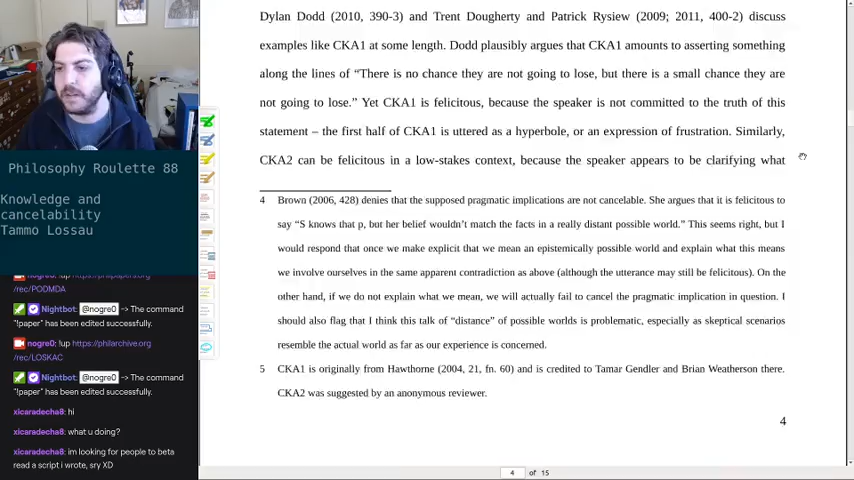 Dylan Dodd (2010, 390-3) and Trent Dougherty and Patrick Rysiew (2009; 2011, 400-2) discuss
examples like CKA1 at some length. Dodd plausibly argues that CKA1 amounts to asserting something
along the lines of “There is no chance they are not going to lose, but there is a small chance they are
not going to lose.” Yet CKA1 is felicitous, because the speaker is not committed to the truth of this
statement – the first half of CKA1 is uttered as a hyperbole, or an expression of frustration. Similarly,
CKA2 can be felicitous in a low-stakes context, because the speaker appears to be clarifying what
4 Brown (2006, 428) denies that the supposed pragmatic implications are not cancelable. She argues that it is felicitous to
say “S knows that p, but her belief wouldn’t match the facts in a really distant possible world.” This seems right, but I
would respond that once we make explicit that we mean an epistemically possible world and explain what this means
we involve ourselves in the same apparent contradiction as above (although the utterance may still be felicitous). On the
other hand, if we do not explain what we mean, we will actually fail to cancel the pragmatic implication in question. I
should also flag that I think this talk of “distance” of possible worlds is problematic, especially as skeptical scenarios
resemble the actual world as far as our experience is concerned.
5 CKA1 is originally from Hawthorne (2004, 21, fn. 60) and is credited to Tamar Gendler and Brian Weatherson there.
CKA2 was suggested by an anonymous reviewer.
4
4 of 15
Philosophy Roulette 88
Knowledge and
cancelability
Tammo Lossau
nogre0: !up https://philpapers.org
/rec/PODMDA
Nightbot: @nogre0 -> The command
"!paper" has been edited successfully.
nogre0: !up https://philarchive.org
/rec/LOSKAC
Nightbot: @nogre0 -> The command
"!paper" has been edited successfully.
xicaradecha8: hi
xicaradecha8: what u doing?
xicaradecha8: im looking for people to beta
read a script i wrote, sry XD